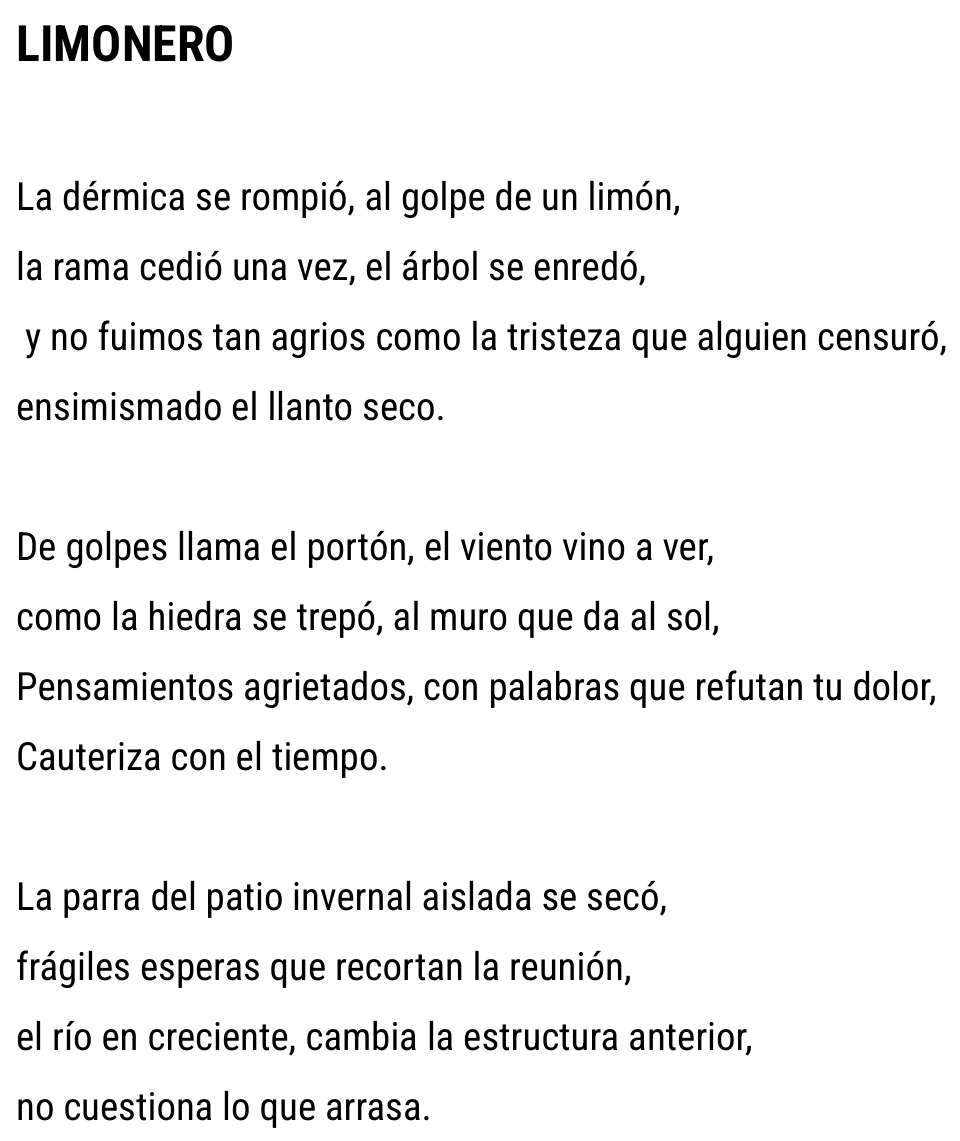 LIMONERO
La dérmica se rompió, al golpe de un limón,
la rama cedió una vez, el árbol se enredó,
y no fuimos tan agrios como la tristeza que alguien censuró,
ensimismado el llanto seco.
De golpes llama el portón, el viento vino a ver,
como la hiedra se trepó, al muro que da al sol,
Pensamientos agrietados, con palabras que refutan tu dolor,
Cauteriza con el tiempo.
La parra del patio invernal aislada se secó,
frágiles esperas que recortan la reunión,
el río en creciente, cambia la estructura anterior,
no cuestiona lo que arrasa.